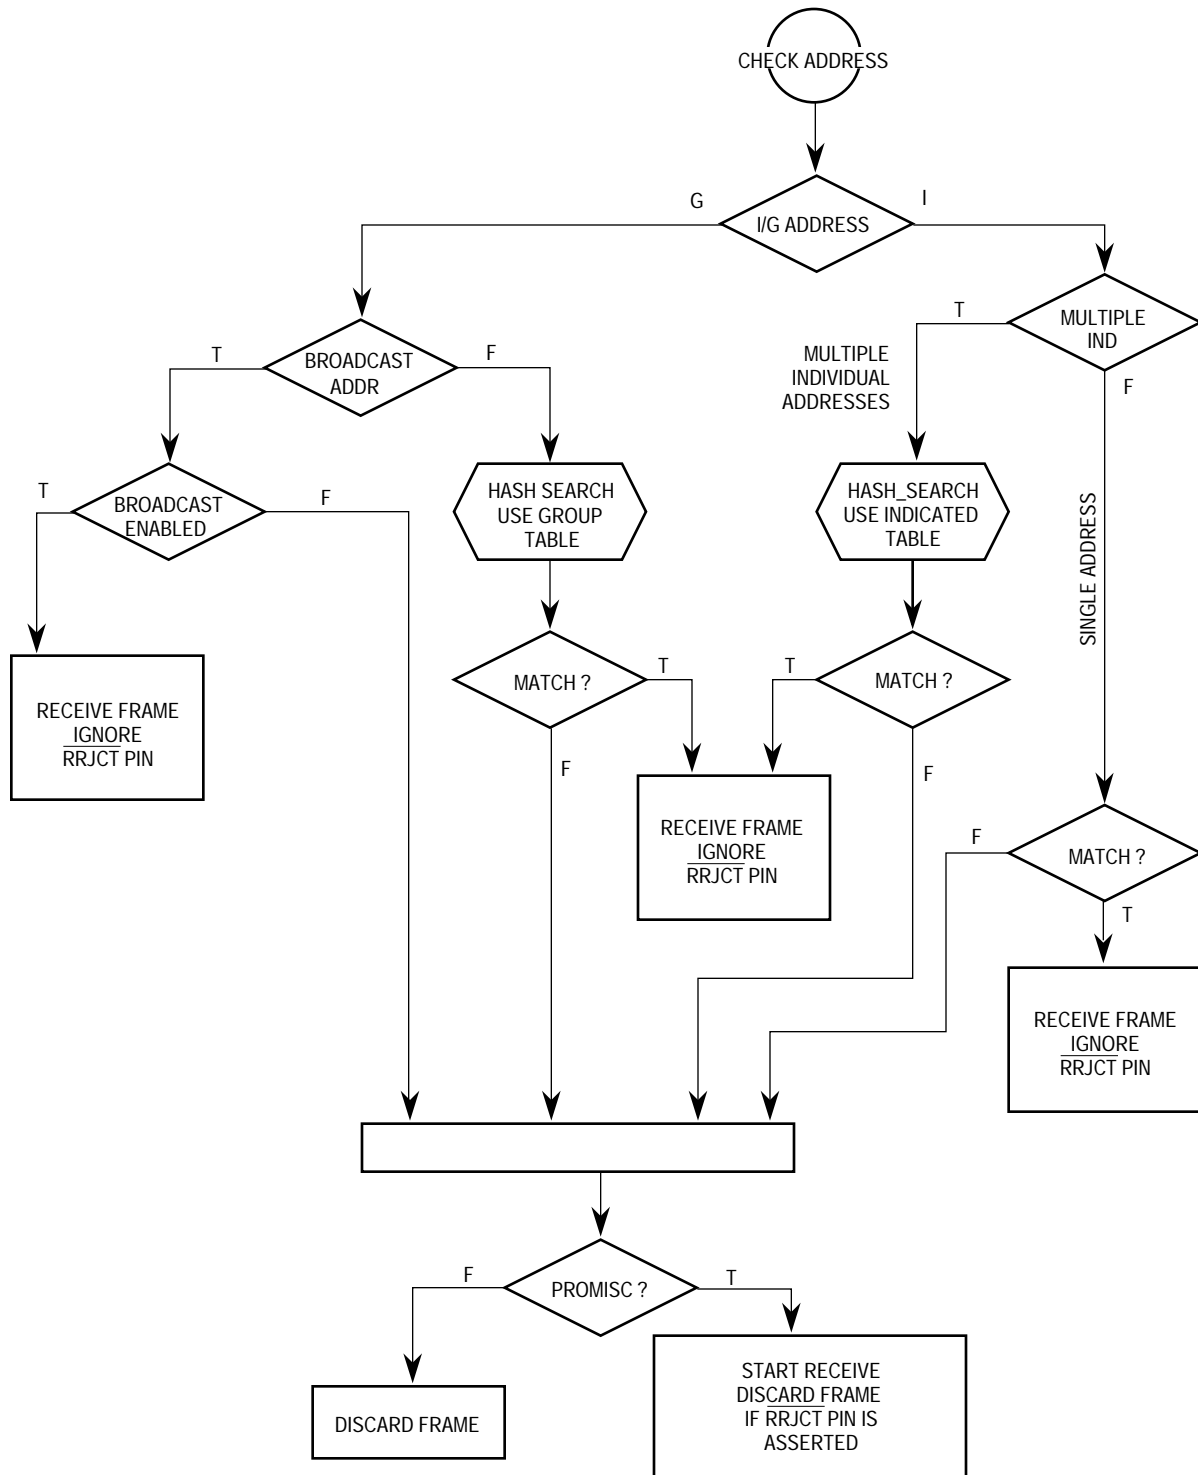 CHECK ADDRESS
G
I
I/G ADDRESS
T
MULTIPLE
IND
F
T
BROADCAST
ADDR
F
MULTIPLE
INDIVIDUAL
ADDRESSES
T
BROADCAST
ENABLED
F
HASH SEARCH
USE GROUP
TABLE
HASH_SEARCH
USE INDICATED
TABLE
SINGLE ADDRESS
RECEIVE FRAME
IGNORE
RRJCT PIN
MATCH ?
T
T
MATCH ?
F
F
RECEIVE FRAME
IGNORE
RRJCT PIN
F
MATCH ?
T
RECEIVE FRAME
IGNORE
RRJCT PIN
F
PROMISC ?
T
DISCARD FRAME
START RECEIVE
DISCARD FRAME
IF RRJCT PIN IS
ASSERTED